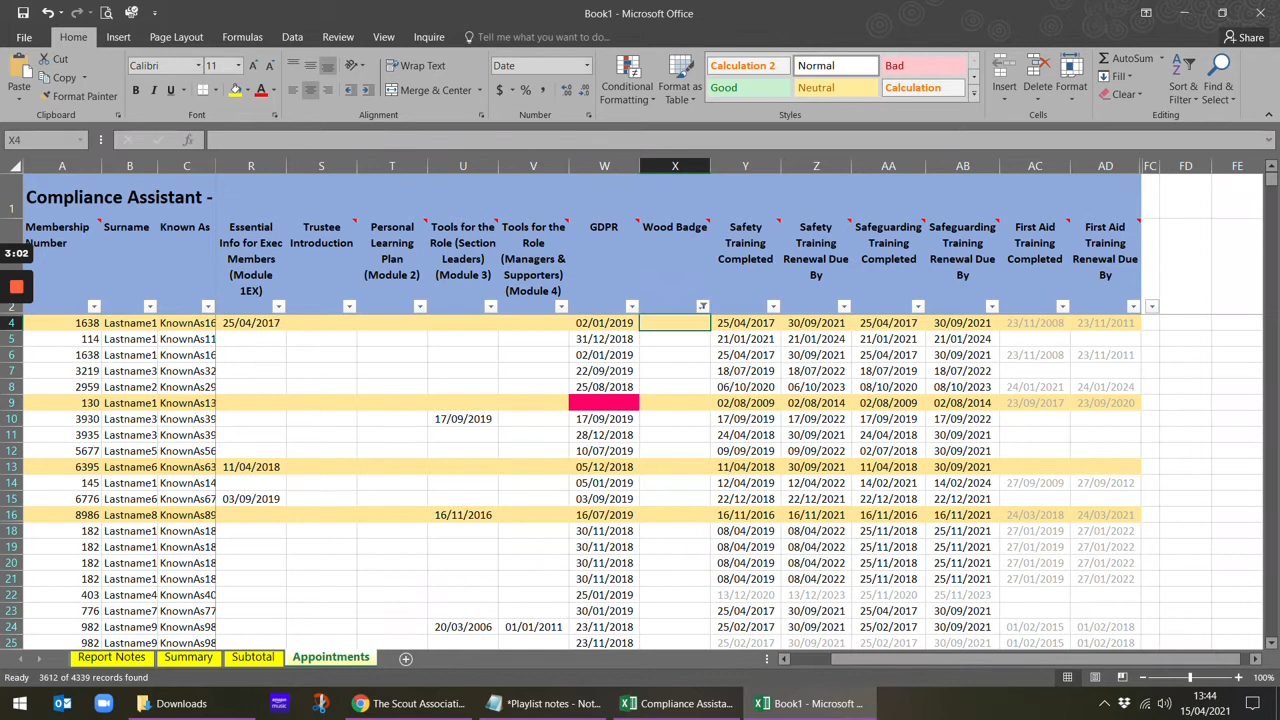 Book1 - Microsoft Office
File Home Insert Page Layout Formulas Data Review View Inquire Tell me what you want to do... Share
Paste Cut Copy Format Painter Clipboard
Calibri 11 A A B I U A Font
Wrap Text Merge & Center Alignment
Date $ % , Number
Conditional Formatting Format as Table
Calculation 2 Normal Bad
Good Neutral Calculation
Styles
Insert Delete Format Cells
AutoSum Fill Clear Sort & Filter Find & Select Editing
X4 fx
A B C R S T U V W X Y Z AA AB AC AD FC FD FE
1 Compliance Assistant -
2 Membership Number Surname Known As Essential Info for Exec Members (Module 1EX) Trustee Introduction Personal Learning Plan (Module 2) Tools for the Role (Section Leaders) (Module 3) Tools for the Role (Managers & Supporters) (Module 4) GDPR Wood Badge Safety Training Completed Safety Training Renewal Due By Safeguarding Training Completed Safeguarding Training Renewal Due By First Aid Training Completed First Aid Training Renewal Due By
3:02
4 1638 Lastname1 KnownAs16 25/04/2017 02/01/2019 25/04/2017 30/09/2021 25/04/2017 30/09/2021 23/11/2008 23/11/2011
5 114 Lastname1 KnownAs11 31/12/2018 21/01/2021 21/01/2024 21/01/2021 21/01/2024
6 1638 Lastname1 KnownAs16 02/01/2019 25/04/2017 30/09/2021 25/04/2017 30/09/2021 23/11/2008 23/11/2011
7 3219 Lastname3 KnownAs32 22/09/2019 18/07/2019 18/07/2022 18/07/2019 18/07/2022
8 2959 Lastname2 KnownAs29 25/08/2018 06/10/2020 06/10/2023 08/10/2020 08/10/2023 24/01/2021 24/01/2024
9 130 Lastname1 KnownAs13 02/08/2009 02/08/2014 02/08/2009 02/08/2014 23/09/2017 23/09/2020
10 3930 Lastname3 KnownAs39 17/09/2019 17/09/2019 17/09/2019 17/09/2022 17/09/2019 17/09/2022
11 3935 Lastname3 KnownAs39 28/12/2018 24/04/2018 30/09/2021 24/04/2018 30/09/2021
12 5677 Lastname5 KnownAs56 10/07/2019 09/09/2019 09/09/2022 02/07/2018 30/09/2021
13 6395 Lastname6 KnownAs63 11/04/2018 05/12/2018 11/04/2018 30/09/2021 11/04/2018 30/09/2021
14 145 Lastname1 KnownAs14 05/01/2019 12/04/2019 12/04/2022 14/02/2021 14/02/2024 27/09/2009 27/09/2012
15 6776 Lastname6 KnownAs67 03/09/2019 03/09/2019 22/12/2018 22/12/2021 22/12/2018 22/12/2021
16 8986 Lastname8 KnownAs89 16/11/2016 16/07/2019 16/11/2016 16/11/2021 16/11/2016 16/11/2021 24/03/2018 24/03/2021
18 182 Lastname1 KnownAs18 30/11/2018 08/04/2019 08/04/2022 25/11/2018 25/11/2021 27/01/2019 27/01/2022
19 182 Lastname1 KnownAs18 30/11/2018 08/04/2019 08/04/2022 25/11/2018 25/11/2021 27/01/2019 27/01/2022
20 182 Lastname1 KnownAs18 30/11/2018 08/04/2019 08/04/2022 25/11/2018 25/11/2021 27/01/2019 27/01/2022
21 182 Lastname1 KnownAs18 30/11/2018 08/04/2019 08/04/2022 25/11/2018 25/11/2021 27/01/2019 27/01/2022
22 403 Lastname4 KnownAs40 25/01/2019 13/12/2020 13/12/2023 25/11/2020 25/11/2023
23 776 Lastname7 KnownAs77 30/01/2019 25/04/2017 30/09/2021 25/04/2017 30/09/2021
24 982 Lastname9 KnownAs98 20/03/2006 01/01/2011 23/11/2018 25/02/2017 30/09/2021 25/02/2017 30/09/2021 01/02/2015 01/02/2018
25 982 Lastname9 KnownAs98 23/11/2018 25/02/2017 30/09/2021 25/02/2017 30/09/2021 01/02/2015 01/02/2018
Report Notes Summary Subtotal Appointments
Ready 3612 of 4339 records found 100%
Downloads The Scout Associati... *Playlist notes - Not... Compliance Assista... Book1 - Microsoft ...
amazon music
13:44
15/04/2021